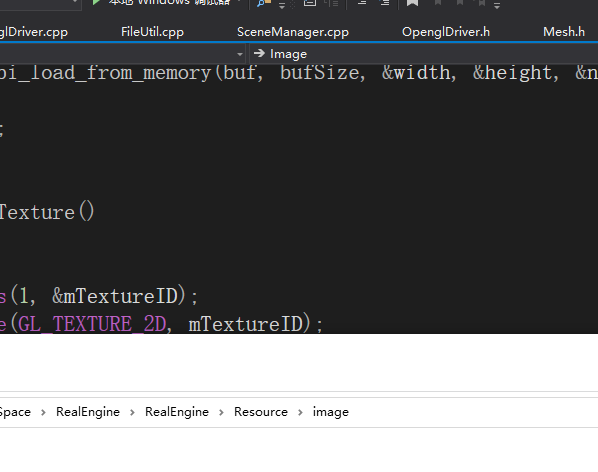 本地 Windows 调试器
glDriver.cpp FileUtil.cpp SceneManager.cpp OpenglDriver.h Mesh.h
Image
bi_load_from_memory(buf, bufSize, &width, &height, &n
;
Texture()
s(1, &mTextureID);
e(GL_TEXTURE_2D, mTextureID);
Space › RealEngine › RealEngine › Resource › image